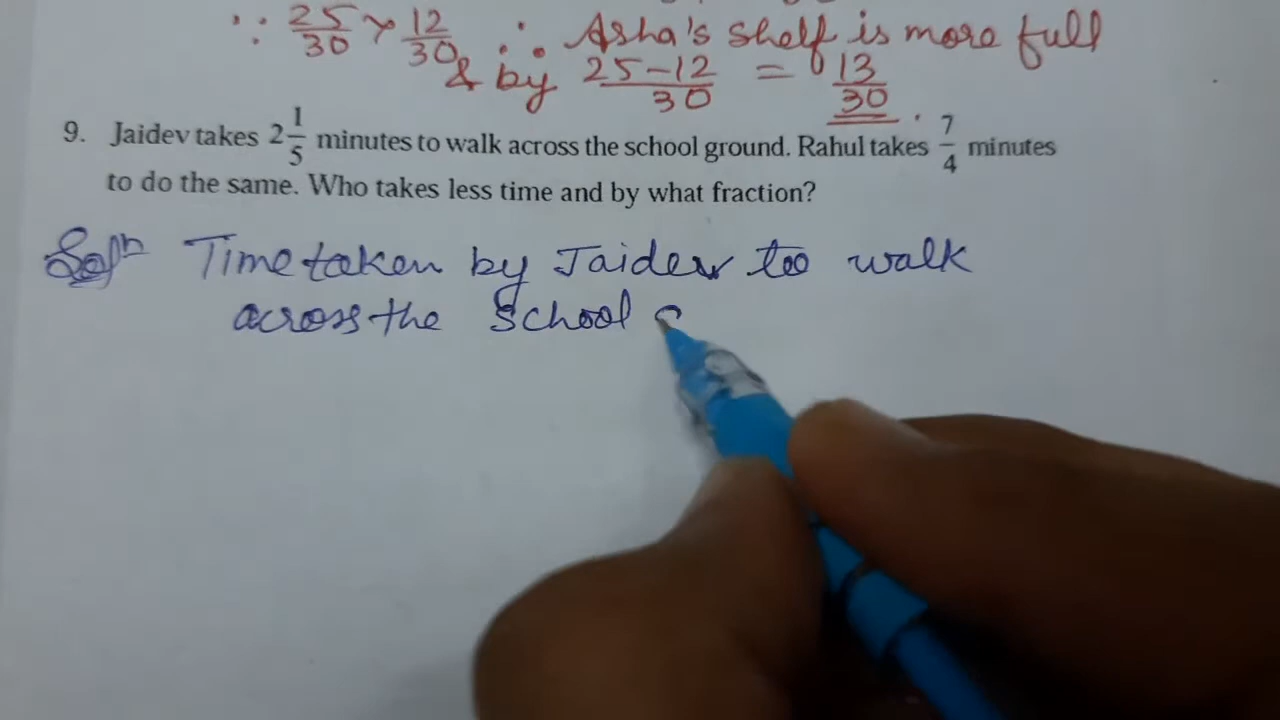 ∵ 25/30 > 12/30 ∴ Asha's shelf is more full
& by 25-12/30 = 13/30.
9. Jaidev takes 2 1/5 minutes to walk across the school ground. Rahul takes 7/4 minutes
to do the same. Who takes less time and by what fraction?
Solⁿ Time taken by Jaidev to walk
across the School